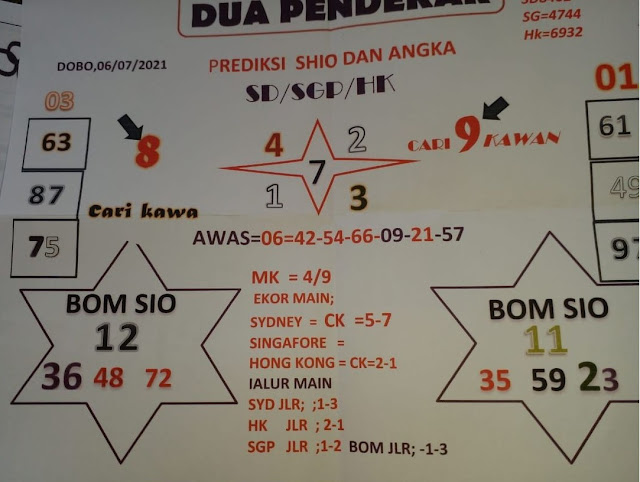 DUA PENDEKAR
SG=4744
Hk=6932
DOBO,06/07/2021
PREDIKSI SHIO DAN ANGKA
SD/SGP/HK
03
63
87
75
8
Cari kawa
4
2
7
1
3
CARI 9 KAWAN
01
61
49
97
AWAS=06=42-54-66-09-21-57
BOM SIO
12
36 48 72
MK = 4/9
EKOR MAIN;
SYDNEY = CK =5-7
SINGAFORE =
HONG KONG = CK=2-1
IALUR MAIN
SYD JLR; ;1-3
HK JLR ; 2-1
SGP JLR ;1-2 BOM JLR; -1-3
BOM SIO
11
35 59 23